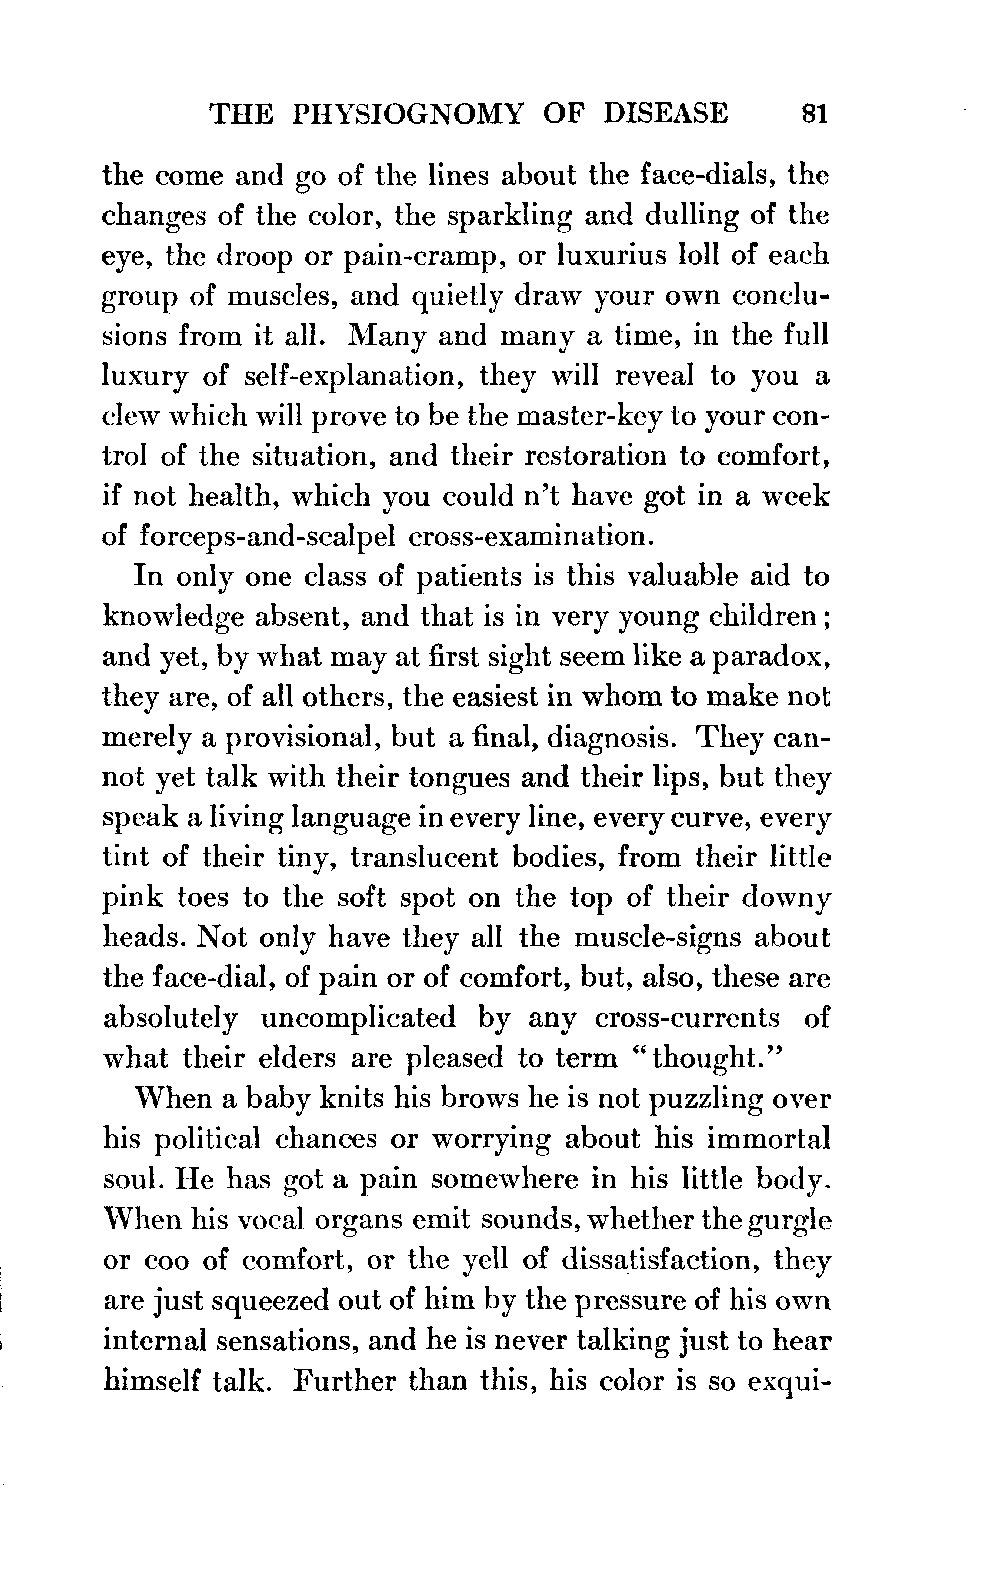 THE PHYSIOGNOMY OF DISEASE 81
the come and go of the lines about the face-dials, the
changes of the color, the sparkling and dulling of the
eye, the droop or pain-cramp, or luxurius loll of each
group of muscles, and quietly draw your own conclu-
sions from it all. Many and many a time, in the full
luxury of self-explanation, they will reveal to you a
clew which will prove to be the master-key to your con-
trol of the situation, and their restoration to comfort,
if not health, which you could n't have got in a week
of forceps-and-scalpel cross-examination.
In only one class of patients is this valuable aid to
knowledge absent, and that is in very young children;
and yet, by what may at first sight seem like a paradox,
they are, of all others, the easiest in whom to make not
merely a provisional, but a final, diagnosis. They can-
not yet talk with their tongues and their lips, but they
speak a living language in every line, every curve, every
tint of their tiny, translucent bodies, from their little
pink toes to the soft spot on the top of their downy
heads. Not only have they all the muscle-signs about
the face-dial, of pain or of comfort, but, also, these are
absolutely uncomplicated by any cross-currents of
what their elders are pleased to term "thought."
When a baby knits his brows he is not puzzling over
his political chances or worrying about his immortal
soul. He has got a pain somewhere in his little body.
When his vocal organs emit sounds, whether the gurgle
or coo of comfort, or the yell of dissatisfaction, they
are just squeezed out of him by the pressure of his own
internal sensations, and he is never talking just to hear
himself talk. Further than this, his color is so exqui-